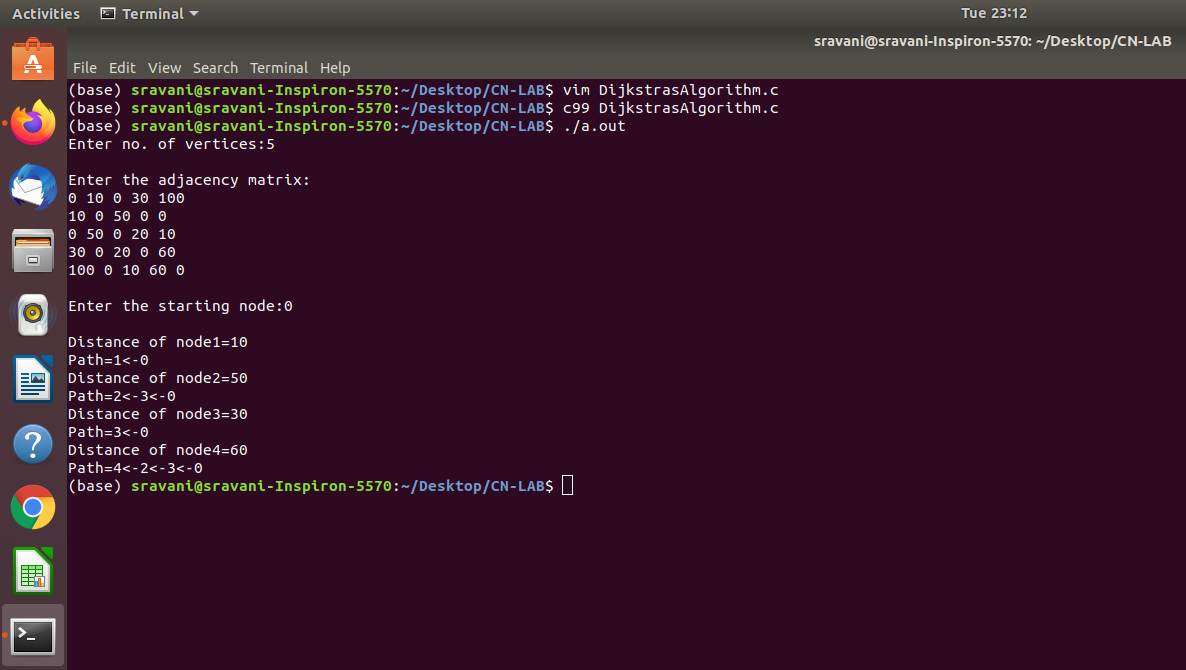 Activities Terminal Tue 23:12
sravani@sravani-Inspiron-5570: ~/Desktop/CN-LAB
File Edit View Search Terminal Help
(base) sravani@sravani-Inspiron-5570:~/Desktop/CN-LAB$ vim DijkstrasAlgorithm.c
(base) sravani@sravani-Inspiron-5570:~/Desktop/CN-LAB$ c99 DijkstrasAlgorithm.c
(base) sravani@sravani-Inspiron-5570:~/Desktop/CN-LAB$ ./a.out
Enter no. of vertices:5
Enter the adjacency matrix:
0 10 0 30 100
10 0 50 0 0
0 50 0 20 10
30 0 20 0 60
100 0 10 60 0
Enter the starting node:0
Distance of node1=10
Path=1<-0
Distance of node2=50
Path=2<-3<-0
Distance of node3=30
Path=3<-0
Distance of node4=60
Path=4<-2<-3<-0
(base) sravani@sravani-Inspiron-5570:~/Desktop/CN-LAB$